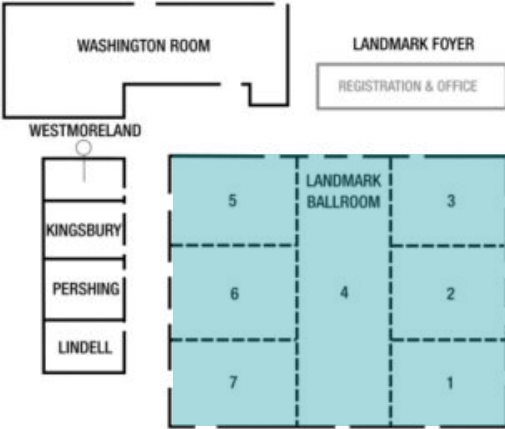 WASHINGTON ROOM
LANDMARK FOYER
REGISTRATION & OFFICE
WESTMORELAND
KINGSBURY
PERSHING
LINDELL
LANDMARK
BALLROOM
5
3
6
4
2
7
1